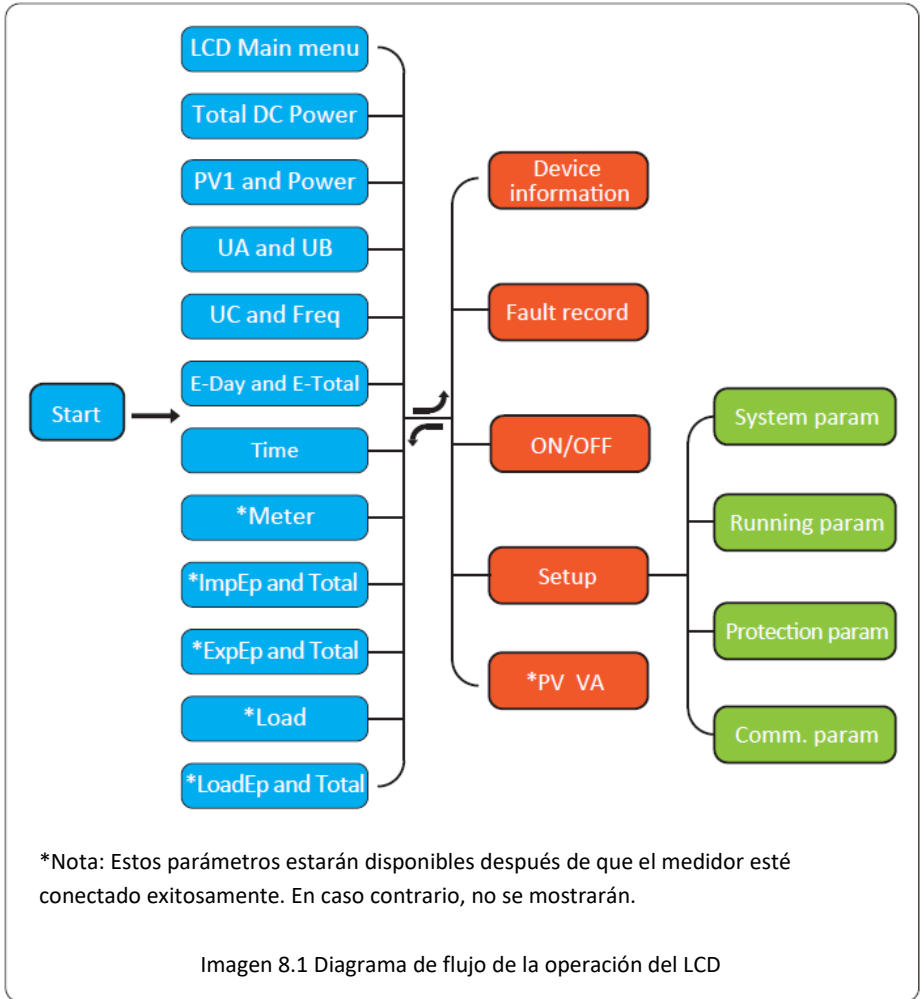 LCD Main menu
Total DC Power
PV1 and Power
UA and UB
UC and Freq
E-Day and E-Total
Start
Time
*Meter
*ImpEp and Total
*ExpEp and Total
*Load
*LoadEp and Total
Device
information
Fault record
ON/OFF
Setup
*PV VA
System param
Running param
Protection param
Comm. param
*Nota: Estos parámetros estarán disponibles después de que el medidor esté
conectado exitosamente. En caso contrario, no se mostrarán.
Imagen 8.1 Diagrama de flujo de la operación del LCD